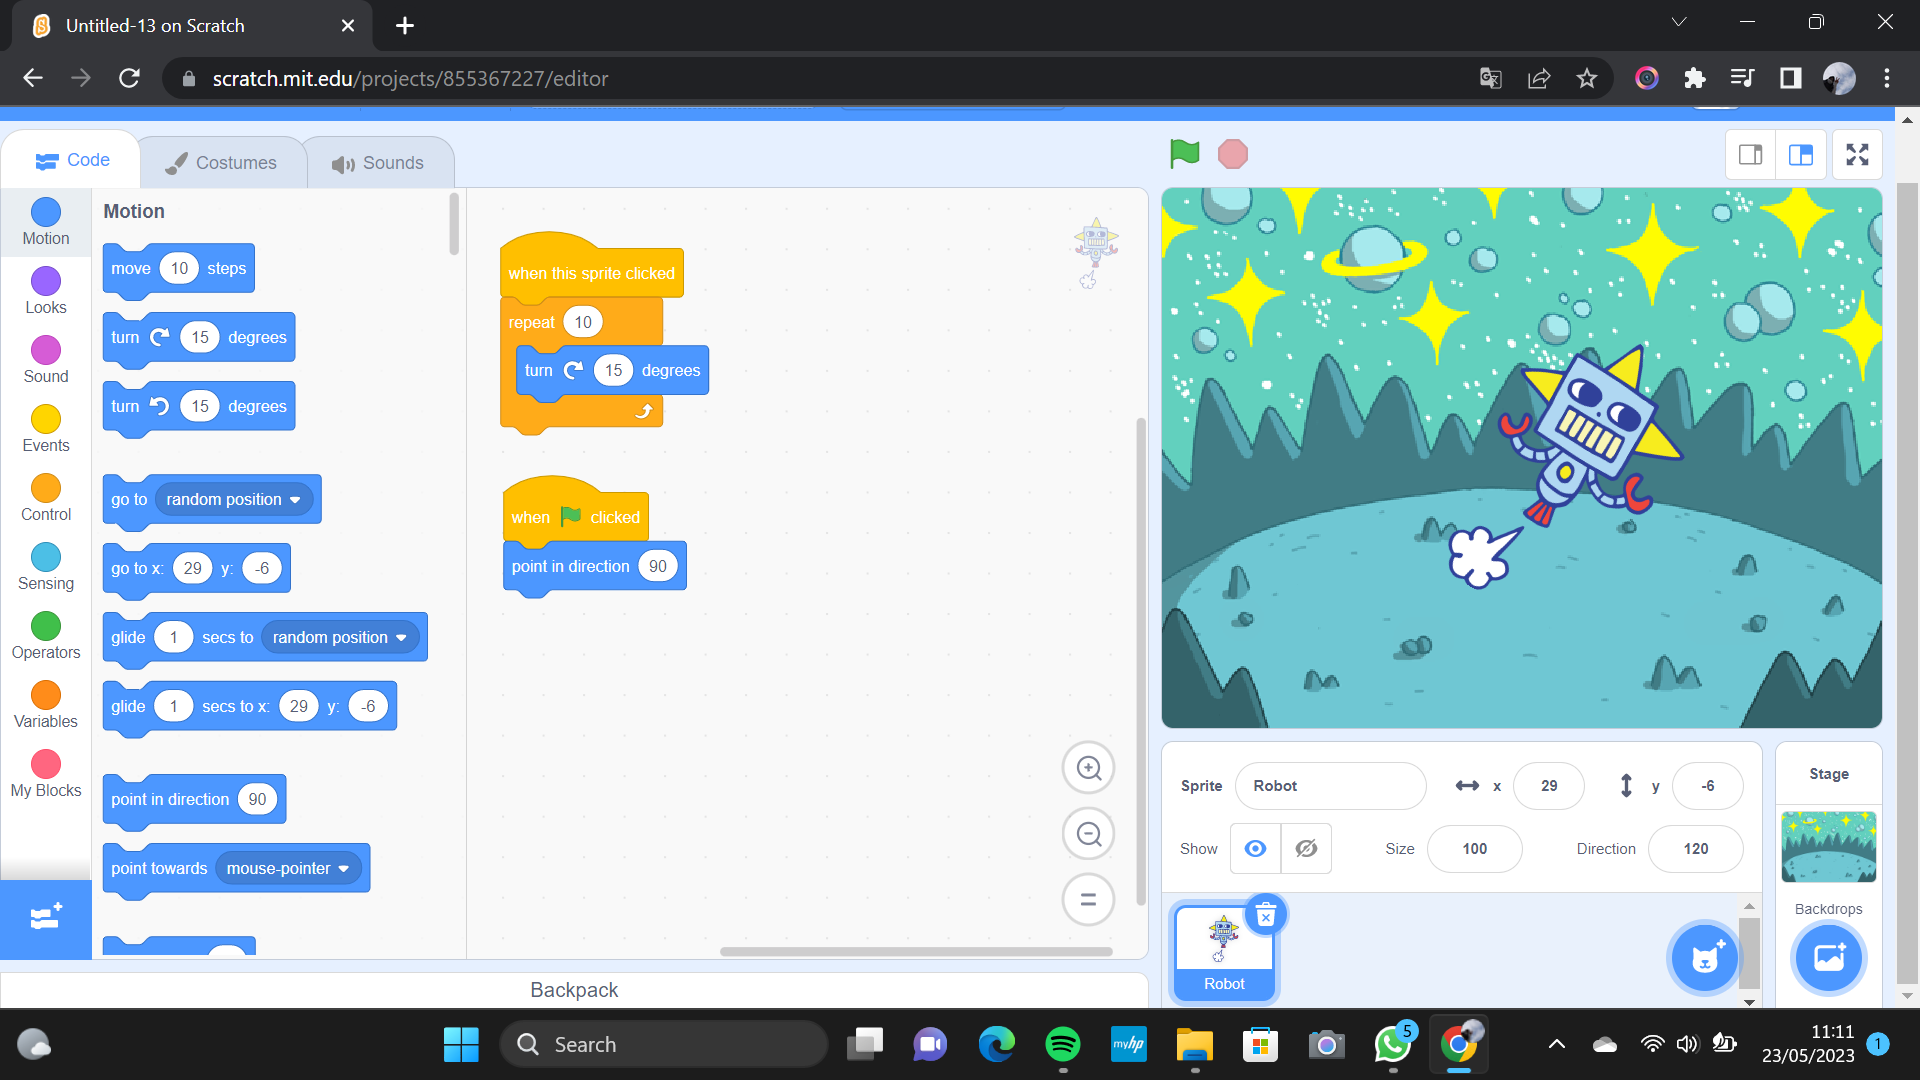 Untitled-13 on Scratch
scratch.mit.edu/projects/855367227/editor
Code
Costumes
Sounds
Motion
Looks
Sound
Events
Control
Sensing
Operators
Variables
My Blocks
Motion
move 10 steps
turn 15 degrees
turn 15 degrees
go to random position
go to x: 29 y: -6
glide 1 secs to random position
glide 1 secs to x: 29 y: -6
point in direction 90
point towards mouse-pointer
when this sprite clicked
repeat 10
turn 15 degrees
when clicked
point in direction 90
Backpack
Sprite Robot x 29 y -6
Show Size 100 Direction 120
Robot
Stage
Backdrops
Search
myhp
5
11:11
23/05/2023
1